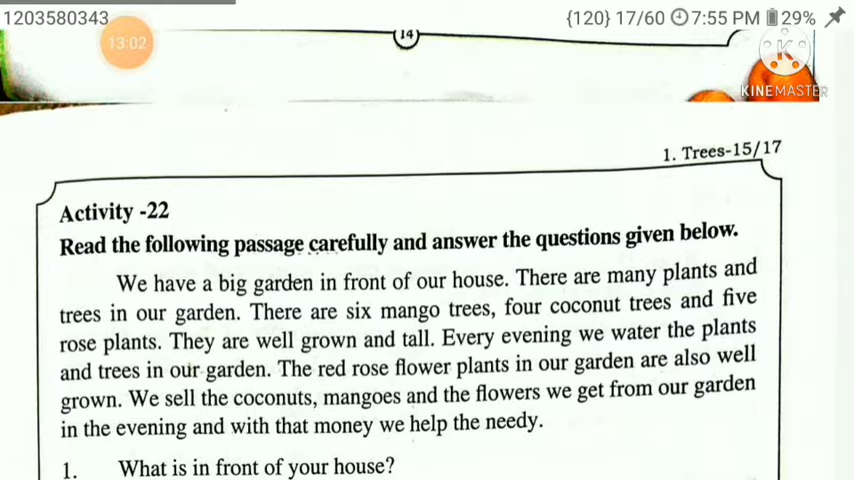 1203580343
{120} 17/60 7:55 PM 29%
13:02
14
K
KINEMASTER
1. Trees-15/17
Activity -22
Read the following passage carefully and answer the questions given below.
We have a big garden in front of our house. There are many plants and
trees in our garden. There are six mango trees, four coconut trees and five
rose plants. They are well grown and tall. Every evening we water the plants
and trees in our garden. The red rose flower plants in our garden are also well
grown. We sell the coconuts, mangoes and the flowers we get from our garden
in the evening and with that money we help the needy.
1. What is in front of your house?